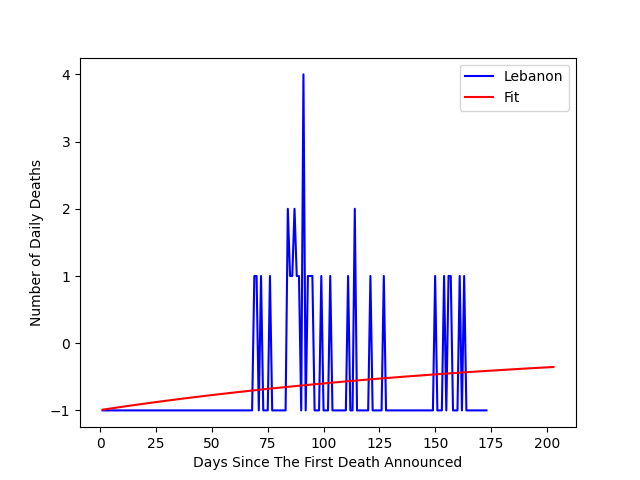 Lebanon
Fit
4
3
2
1
0
−1
0 25 50 75 100 125 150 175 200
Number of Daily Deaths
Days Since The First Death Announced